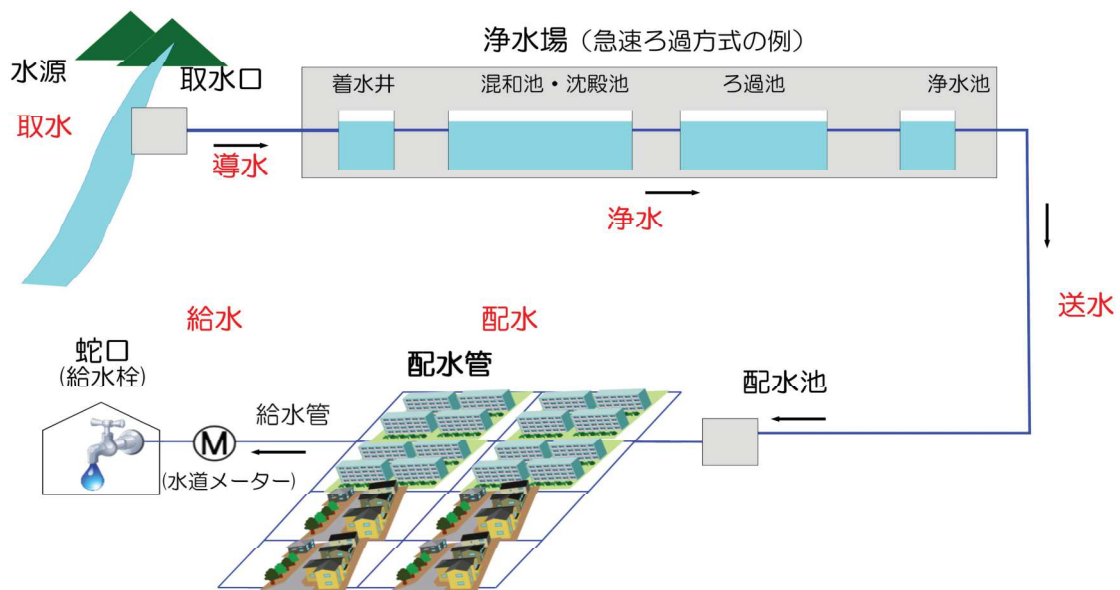 浄水場（急速ろ過方式の例）
水源
取水口
着水井
混和池・沈殿池
ろ過池
浄水池
取水
導水
浄水
送水
給水
配水
蛇口
(給水栓)
配水管
配水池
給水管
M
(水道メーター)